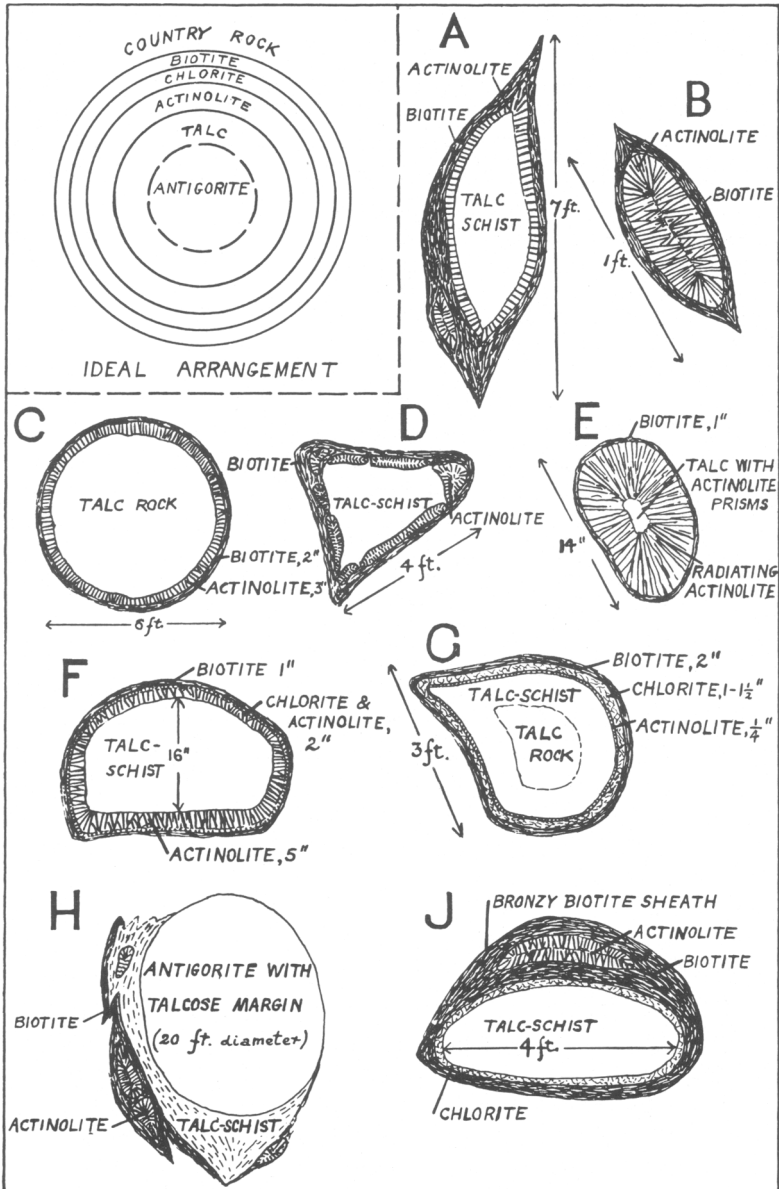 COUNTRY ROCK
BIOTITE
CHLORITE
ACTINOLITE
TALC
ANTIGORITE
IDEAL ARRANGEMENT
A
ACTINOLITE
BIOTITE
TALC
SCHIST
7ft.
B
ACTINOLITE
BIOTITE
1ft.
C
TALC ROCK
BIOTITE, 2"
ACTINOLITE, 3"
6ft.
D
BIOTITE
TALC-SCHIST
ACTINOLITE
4 ft.
E
BIOTITE, 1"
TALC WITH
ACTINOLITE
PRISMS
14"
RADIATING
ACTINOLITE
F
BIOTITE 1"
CHLORITE &
ACTINOLITE,
2"
TALC-
SCHIST
16"
ACTINOLITE, 5"
G
BIOTITE, 2"
TALC-SCHIST
CHLORITE, 1-1½"
TALC
ROCK
ACTINOLITE, ¼"
3ft.
H
ANTIGORITE WITH
TALCOSE MARGIN
(20 ft. diameter)
BIOTITE
ACTINOLITE
TALC-SCHIST
J
BRONZY BIOTITE SHEATH
ACTINOLITE
BIOTITE
TALC-SCHIST
4ft.
CHLORITE